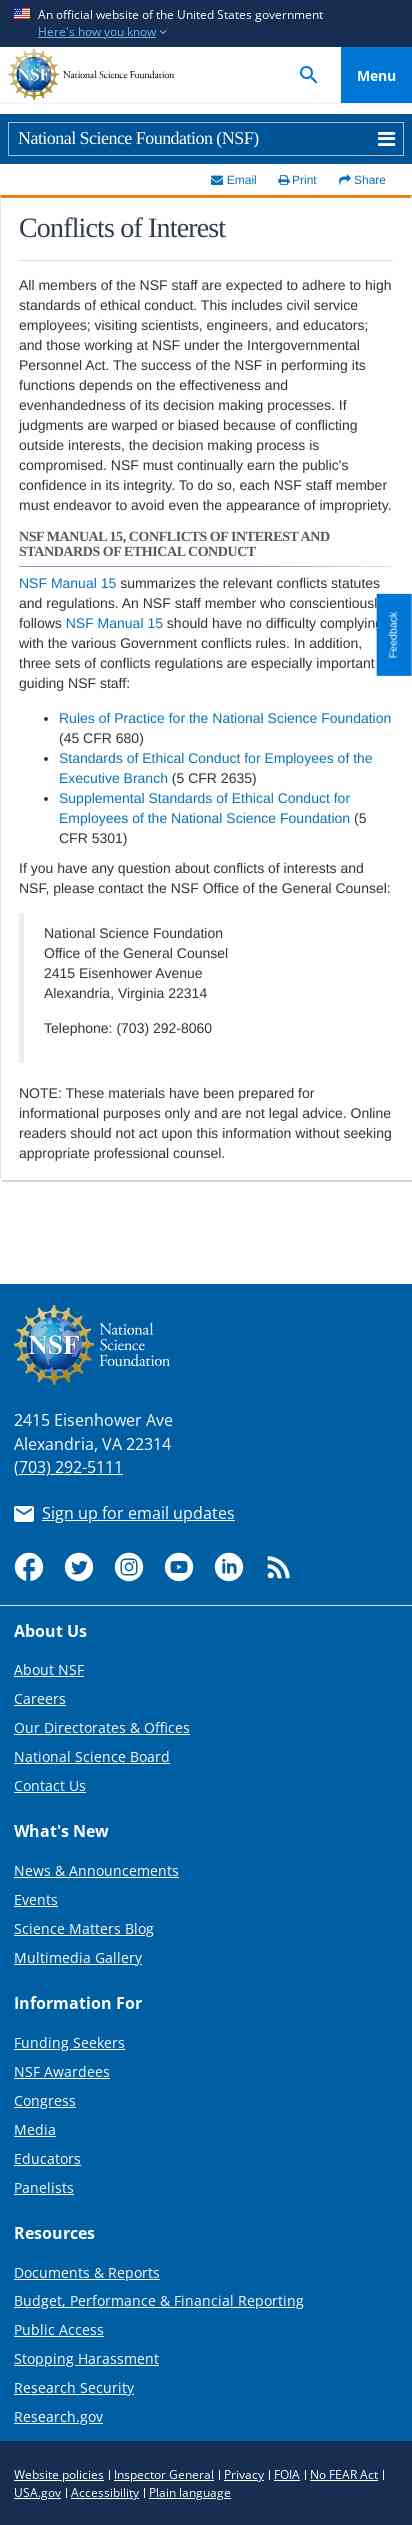 An official website of the United States government
Here's how you know
NSF National Science Foundation
Menu
National Science Foundation (NSF)
Email Print Share
Conflicts of Interest
All members of the NSF staff are expected to adhere to high
standards of ethical conduct. This includes civil service
employees; visiting scientists, engineers, and educators;
and those working at NSF under the Intergovernmental
Personnel Act. The success of the NSF in performing its
functions depends on the effectiveness and
evenhandedness of its decision making processes. If
judgments are warped or biased because of conflicting
outside interests, the decision making process is
compromised. NSF must continually earn the public's
confidence in its integrity. To do so, each NSF staff member
must endeavor to avoid even the appearance of impropriety.
NSF MANUAL 15, CONFLICTS OF INTEREST AND
STANDARDS OF ETHICAL CONDUCT
NSF Manual 15 summarizes the relevant conflicts statutes
and regulations. An NSF staff member who conscientiously
follows NSF Manual 15 should have no difficulty complying
with the various Government conflicts rules. In addition,
three sets of conflicts regulations are especially important
guiding NSF staff:
Feedback
• Rules of Practice for the National Science Foundation
(45 CFR 680)
• Standards of Ethical Conduct for Employees of the
Executive Branch (5 CFR 2635)
• Supplemental Standards of Ethical Conduct for
Employees of the National Science Foundation (5
CFR 5301)
If you have any question about conflicts of interests and
NSF, please contact the NSF Office of the General Counsel:
National Science Foundation
Office of the General Counsel
2415 Eisenhower Avenue
Alexandria, Virginia 22314
Telephone: (703) 292-8060
NOTE: These materials have been prepared for
informational purposes only and are not legal advice. Online
readers should not act upon this information without seeking
appropriate professional counsel.
NSF
National
Science
Foundation
2415 Eisenhower Ave
Alexandria, VA 22314
(703) 292-5111
Sign up for email updates
About Us
About NSF
Careers
Our Directorates & Offices
National Science Board
Contact Us
What's New
News & Announcements
Events
Science Matters Blog
Multimedia Gallery
Information For
Funding Seekers
NSF Awardees
Congress
Media
Educators
Panelists
Resources
Documents & Reports
Budget, Performance & Financial Reporting
Public Access
Stopping Harassment
Research Security
Research.gov
Website policies | Inspector General | Privacy | FOIA | No FEAR Act |
USA.gov | Accessibility | Plain language